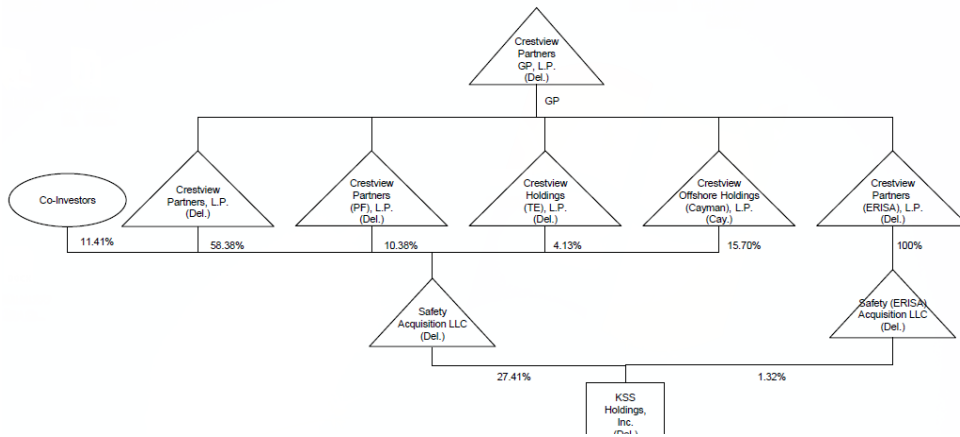 Crestview
Partners
GP, L.P.
(Del.)
GP
Co-Investors
Crestview
Partners, L.P.
(Del.)
Crestview
Partners
(PF), L.P.
(Del.)
Crestview
Holdings
(TE), L.P.
(Del.)
Crestview
Offshore Holdings
(Cayman), L.P.
(Cay.)
Crestview
Partners
(ERISA), L.P.
(Del.)
11.41%
58.38%
10.38%
4.13%
15.70%
100%
Safety
Acquisition LLC
(Del.)
Safety (ERISA)
Acquisition LLC
(Del.)
27.41%
1.32%
KSS
Holdings,
Inc.
(Del.)